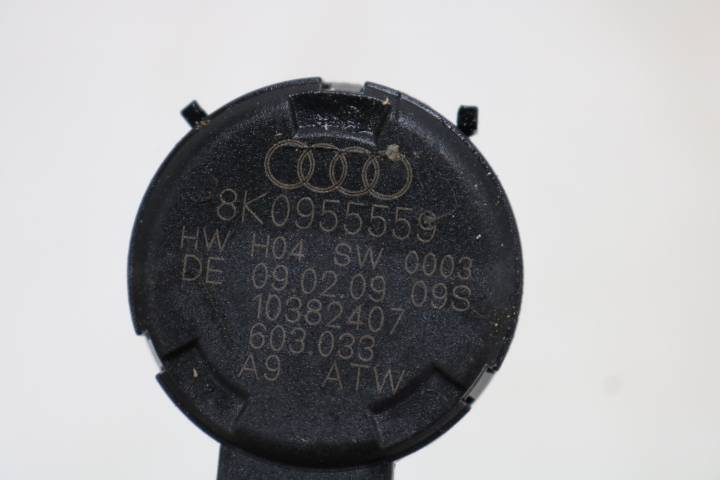 8K0955559
HW H04 SW 0003
DE 09.02.09 09S
10382407
603.033
A9 ATW